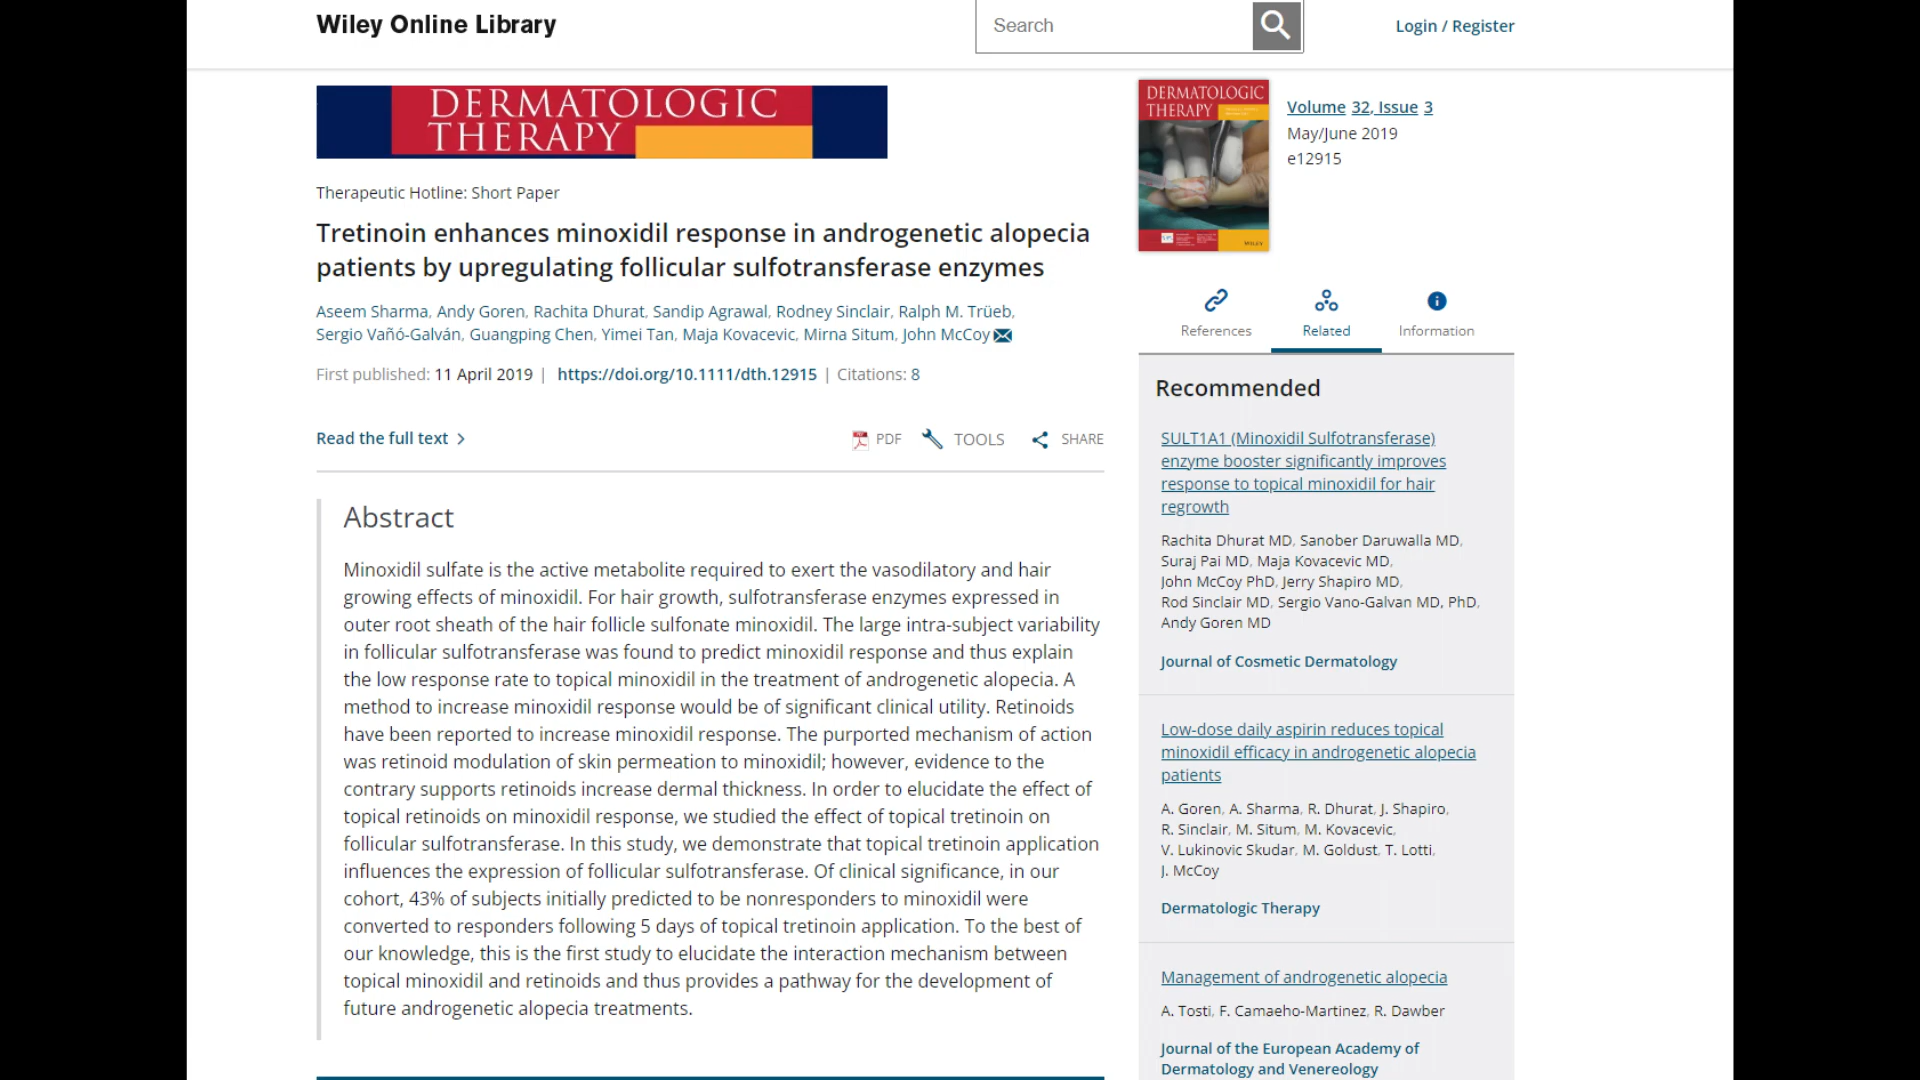 Wiley Online Library
Search
Login / Register
DERMATOLOGIC
THERAPY
Therapeutic Hotline: Short Paper
Tretinoin enhances minoxidil response in androgenetic alopecia
patients by upregulating follicular sulfotransferase enzymes
Aseem Sharma, Andy Goren, Rachita Dhurat, Sandip Agrawal, Rodney Sinclair, Ralph M. Trüeb,
Sergio Vañó-Galván, Guangping Chen, Yimei Tan, Maja Kovacevic, Mirna Situm, John McCoy
First published: 11 April 2019 | https://doi.org/10.1111/dth.12915 | Citations: 8
Read the full text
PDF
TOOLS
SHARE
Abstract
Minoxidil sulfate is the active metabolite required to exert the vasodilatory and hair
growing effects of minoxidil. For hair growth, sulfotransferase enzymes expressed in
outer root sheath of the hair follicle sulfonate minoxidil. The large intra-subject variability
in follicular sulfotransferase was found to predict minoxidil response and thus explain
the low response rate to topical minoxidil in the treatment of androgenetic alopecia. A
method to increase minoxidil response would be of significant clinical utility. Retinoids
have been reported to increase minoxidil response. The purported mechanism of action
was retinoid modulation of skin permeation to minoxidil; however, evidence to the
contrary supports retinoids increase dermal thickness. In order to elucidate the effect of
topical retinoids on minoxidil response, we studied the effect of topical tretinoin on
follicular sulfotransferase. In this study, we demonstrate that topical tretinoin application
influences the expression of follicular sulfotransferase. Of clinical significance, in our
cohort, 43% of subjects initially predicted to be nonresponders to minoxidil were
converted to responders following 5 days of topical tretinoin application. To the best of
our knowledge, this is the first study to elucidate the interaction mechanism between
topical minoxidil and retinoids and thus provides a pathway for the development of
future androgenetic alopecia treatments.
DERMATOLOGIC
THERAPY
WILEY
Volume 32, Issue 3
May/June 2019
e12915
References
Related
Information
Recommended
SULT1A1 (Minoxidil Sulfotransferase)
enzyme booster significantly improves
response to topical minoxidil for hair
regrowth
Rachita Dhurat MD, Sanober Daruwalla MD,
Suraj Pai MD, Maja Kovacevic MD,
John McCoy PhD, Jerry Shapiro MD,
Rod Sinclair MD, Sergio Vano-Galvan MD, PhD,
Andy Goren MD
Journal of Cosmetic Dermatology
Low-dose daily aspirin reduces topical
minoxidil efficacy in androgenetic alopecia
patients
A. Goren, A. Sharma, R. Dhurat, J. Shapiro,
R. Sinclair, M. Situm, M. Kovacevic,
V. Lukinovic Skudar, M. Goldust, T. Lotti,
J. McCoy
Dermatologic Therapy
Management of androgenetic alopecia
A. Tosti, F. Camaeho-Martinez, R. Dawber
Journal of the European Academy of
Dermatology and Venereology